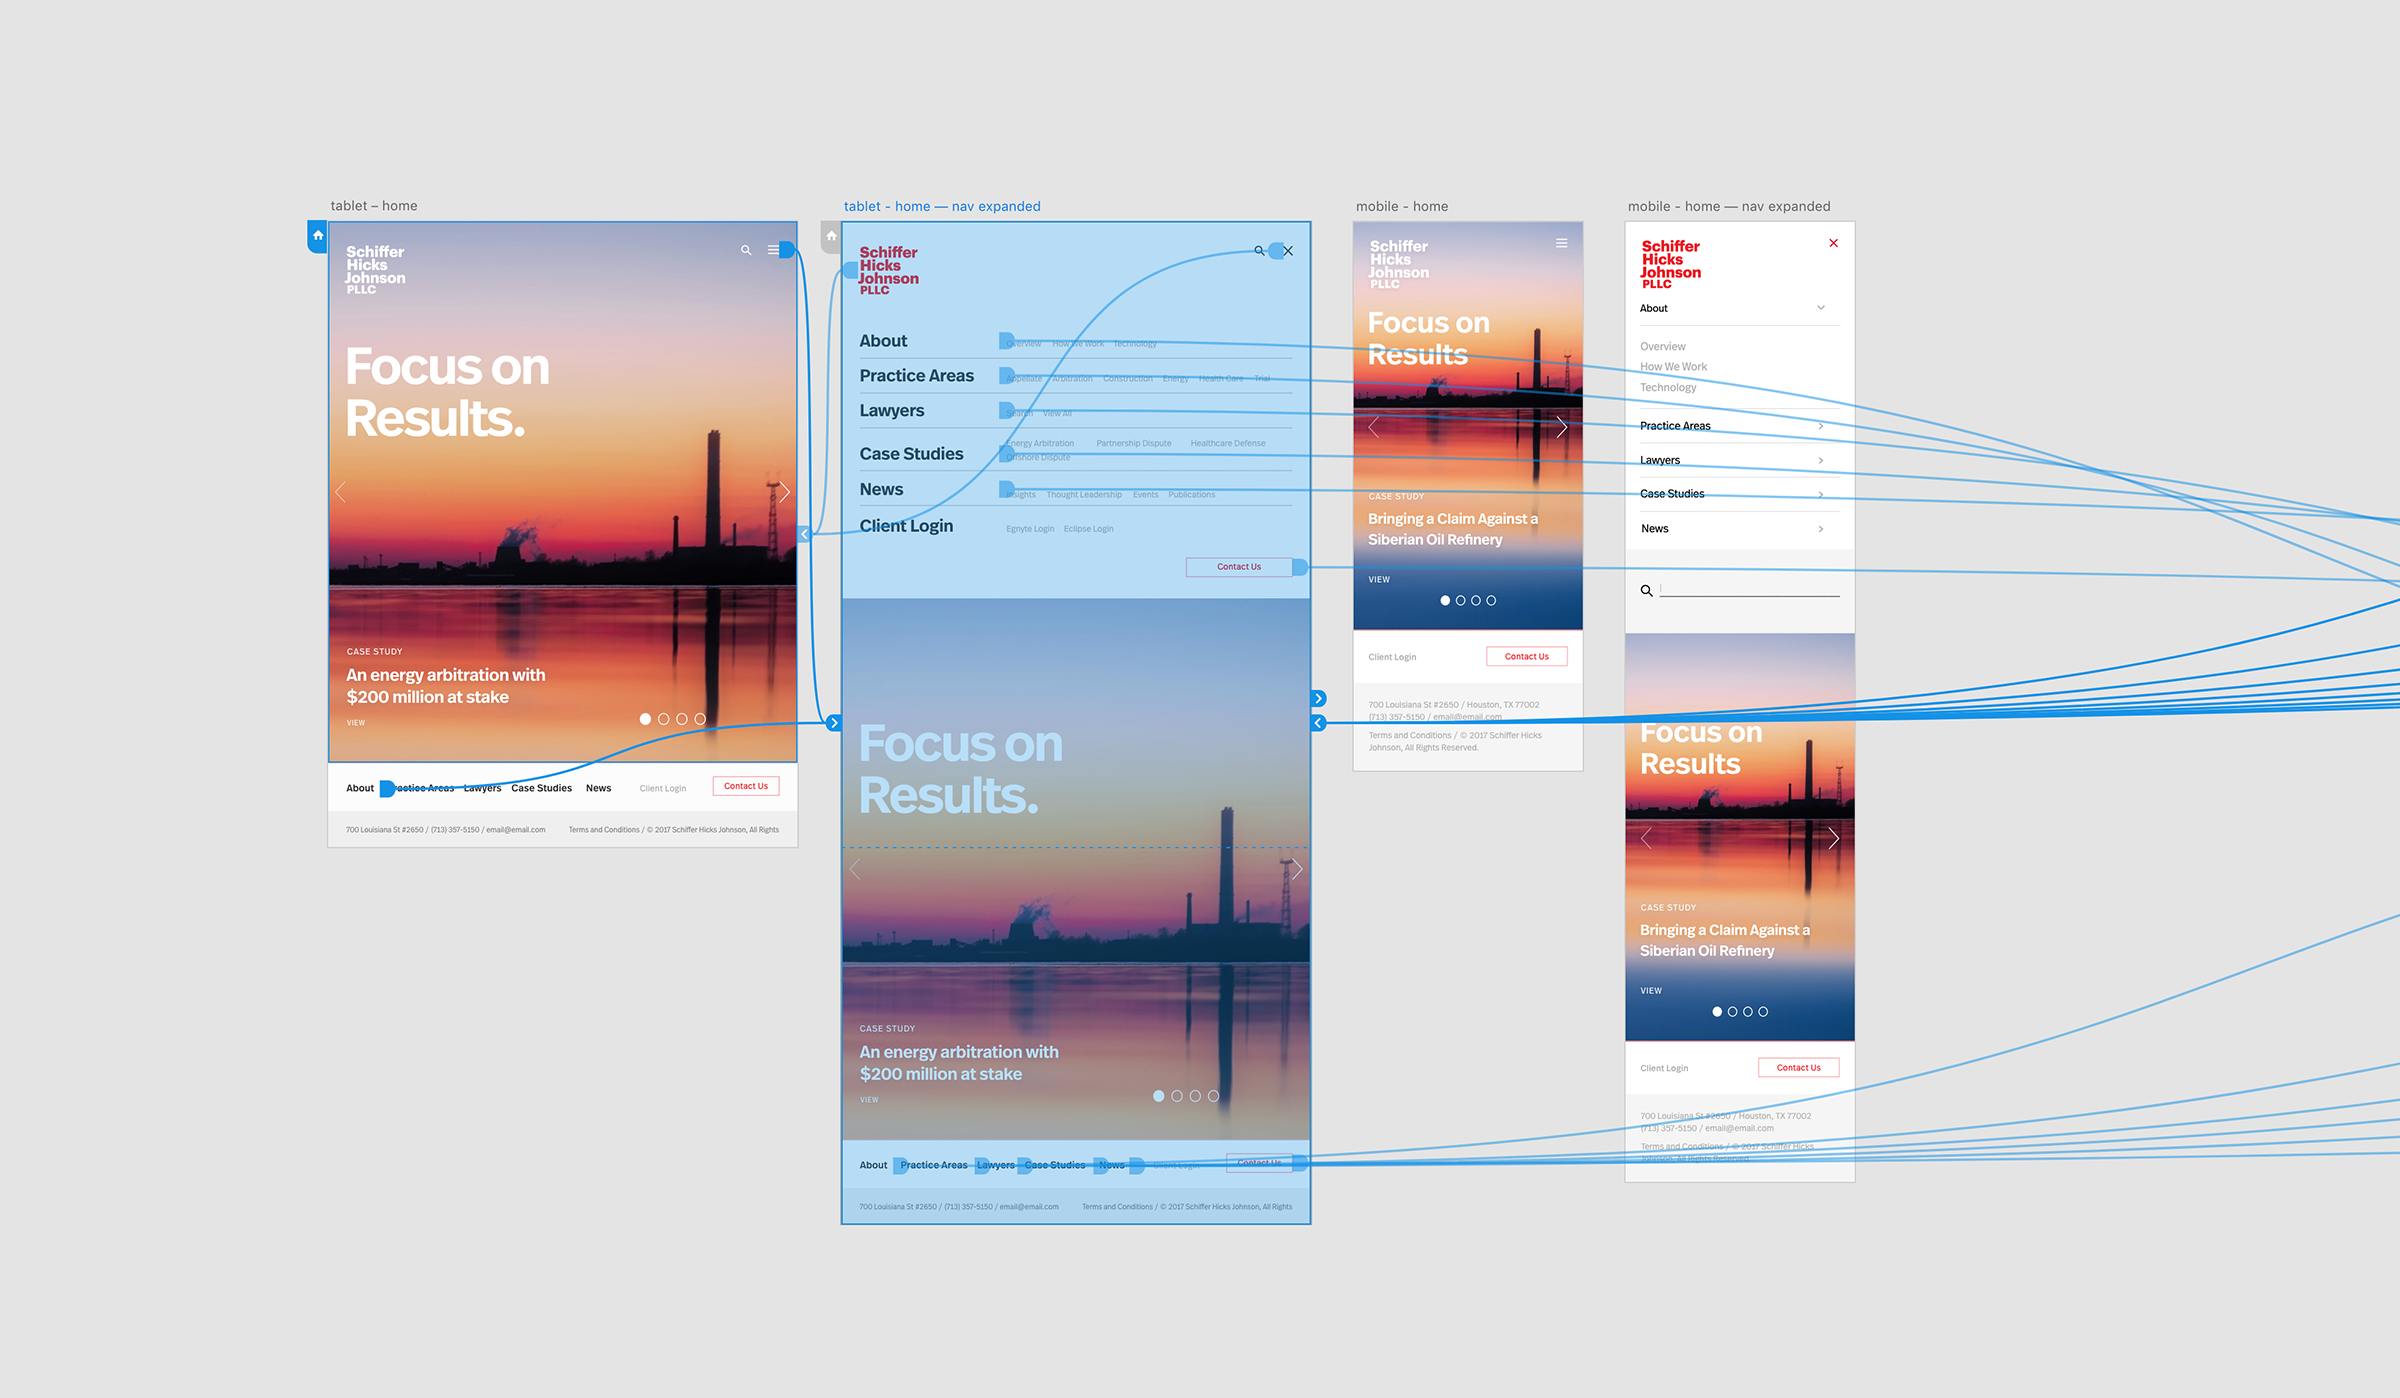 tablet – home
Schiffer
Hicks
Johnson
PLLC
Focus on
Results.
CASE STUDY
An energy arbitration with
$200 million at stake
VIEW
About Practice Areas Lawyers Case Studies News Client Login Contact Us
700 Louisiana St #2650 / (713) 357-5150 / email@email.com Terms and Conditions / © 2017 Schiffer Hicks Johnson, All Rights
tablet - home — nav expanded
Schiffer
Hicks
Johnson
PLLC
About Overview How We Work Technology
Practice Areas Appellate Arbitration Construction Energy Health Care Trial
Lawyers Search View All
Energy Arbitration Partnership Dispute Healthcare Defense
Case Studies Offshore Dispute
News Insights Thought Leadership Events Publications
Client Login Egnyte Login Eclipse Login
Contact Us
Focus on
Results.
CASE STUDY
An energy arbitration with
$200 million at stake
VIEW
About Practice Areas Lawyers Case Studies News Client Login Contact Us
700 Louisiana St #2650 / (713) 357-5150 / email@email.com Terms and Conditions / © 2017 Schiffer Hicks Johnson, All Rights
mobile - home
Schiffer
Hicks
Johnson
PLLC
Focus on
Results
CASE STUDY
Bringing a Claim Against a
Siberian Oil Refinery
VIEW
Client Login Contact Us
700 Louisiana St #2650 / Houston, TX 77002
(713) 357-5150 / email@email.com
Terms and Conditions / © 2017 Schiffer Hicks
Johnson, All Rights Reserved.
mobile - home — nav expanded
Schiffer
Hicks
Johnson
PLLC
About
Overview
How We Work
Technology
Practice Areas
Lawyers
Case Studies
News
Focus on
Results
CASE STUDY
Bringing a Claim Against a
Siberian Oil Refinery
VIEW
Client Login Contact Us
700 Louisiana St #2650 / Houston, TX 77002
(713) 357-5150 / email@email.com
Terms and Conditions / © 2017 Schiffer Hicks
Johnson, All Rights Reserved.